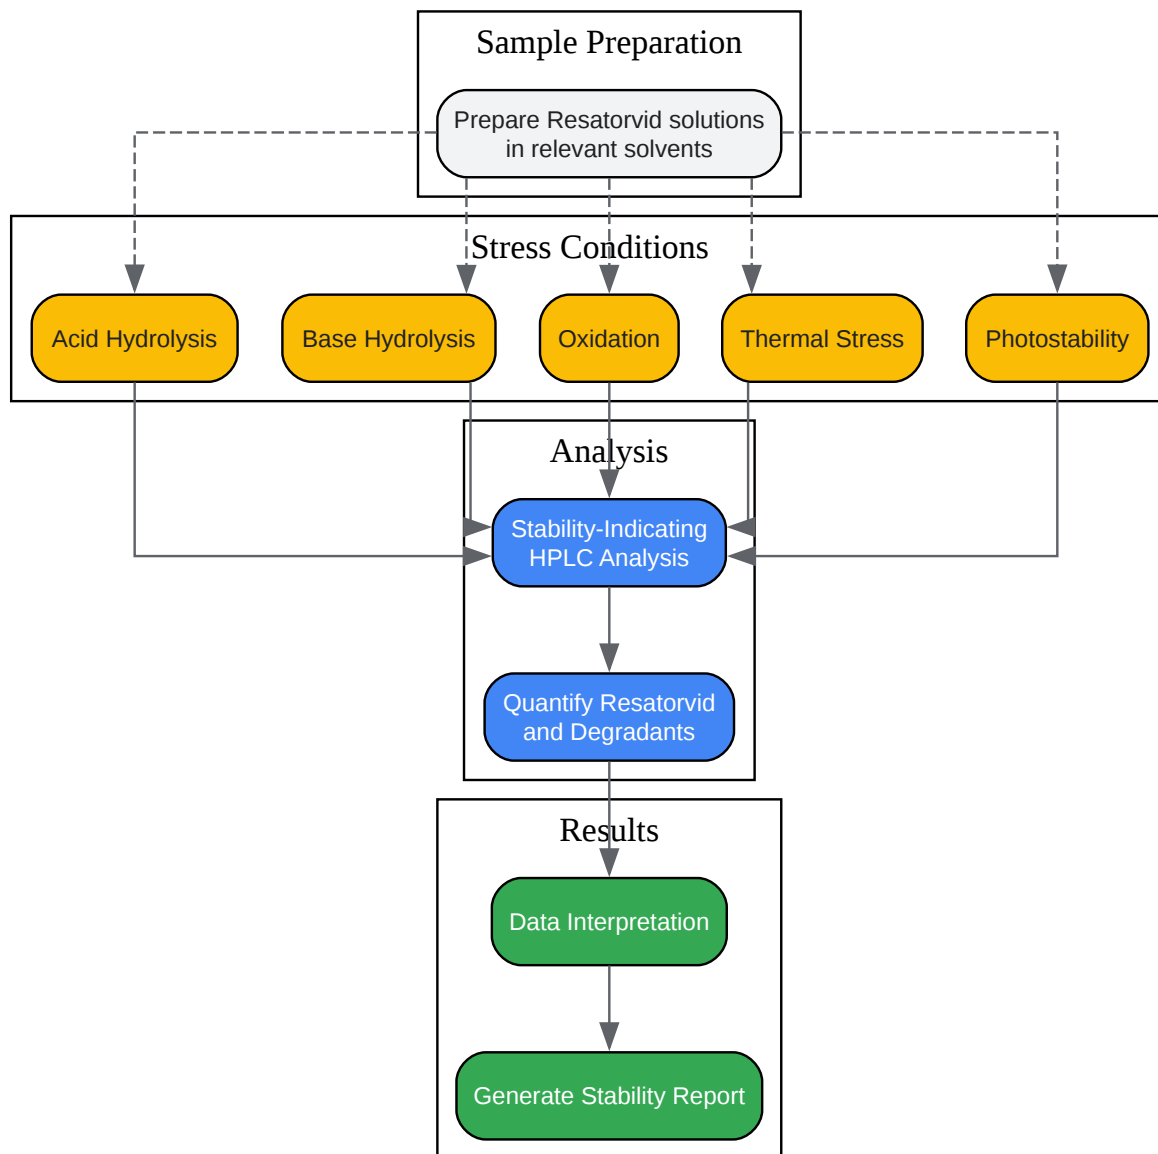 Sample Preparation
Prepare Resatorvid solutions
in relevant solvents
Stress Conditions
Acid Hydrolysis
Base Hydrolysis
Oxidation
Thermal Stress
Photostability
Analysis
Stability-Indicating
HPLC Analysis
Quantify Resatorvid
and Degradants
Results
Data Interpretation
Generate Stability Report